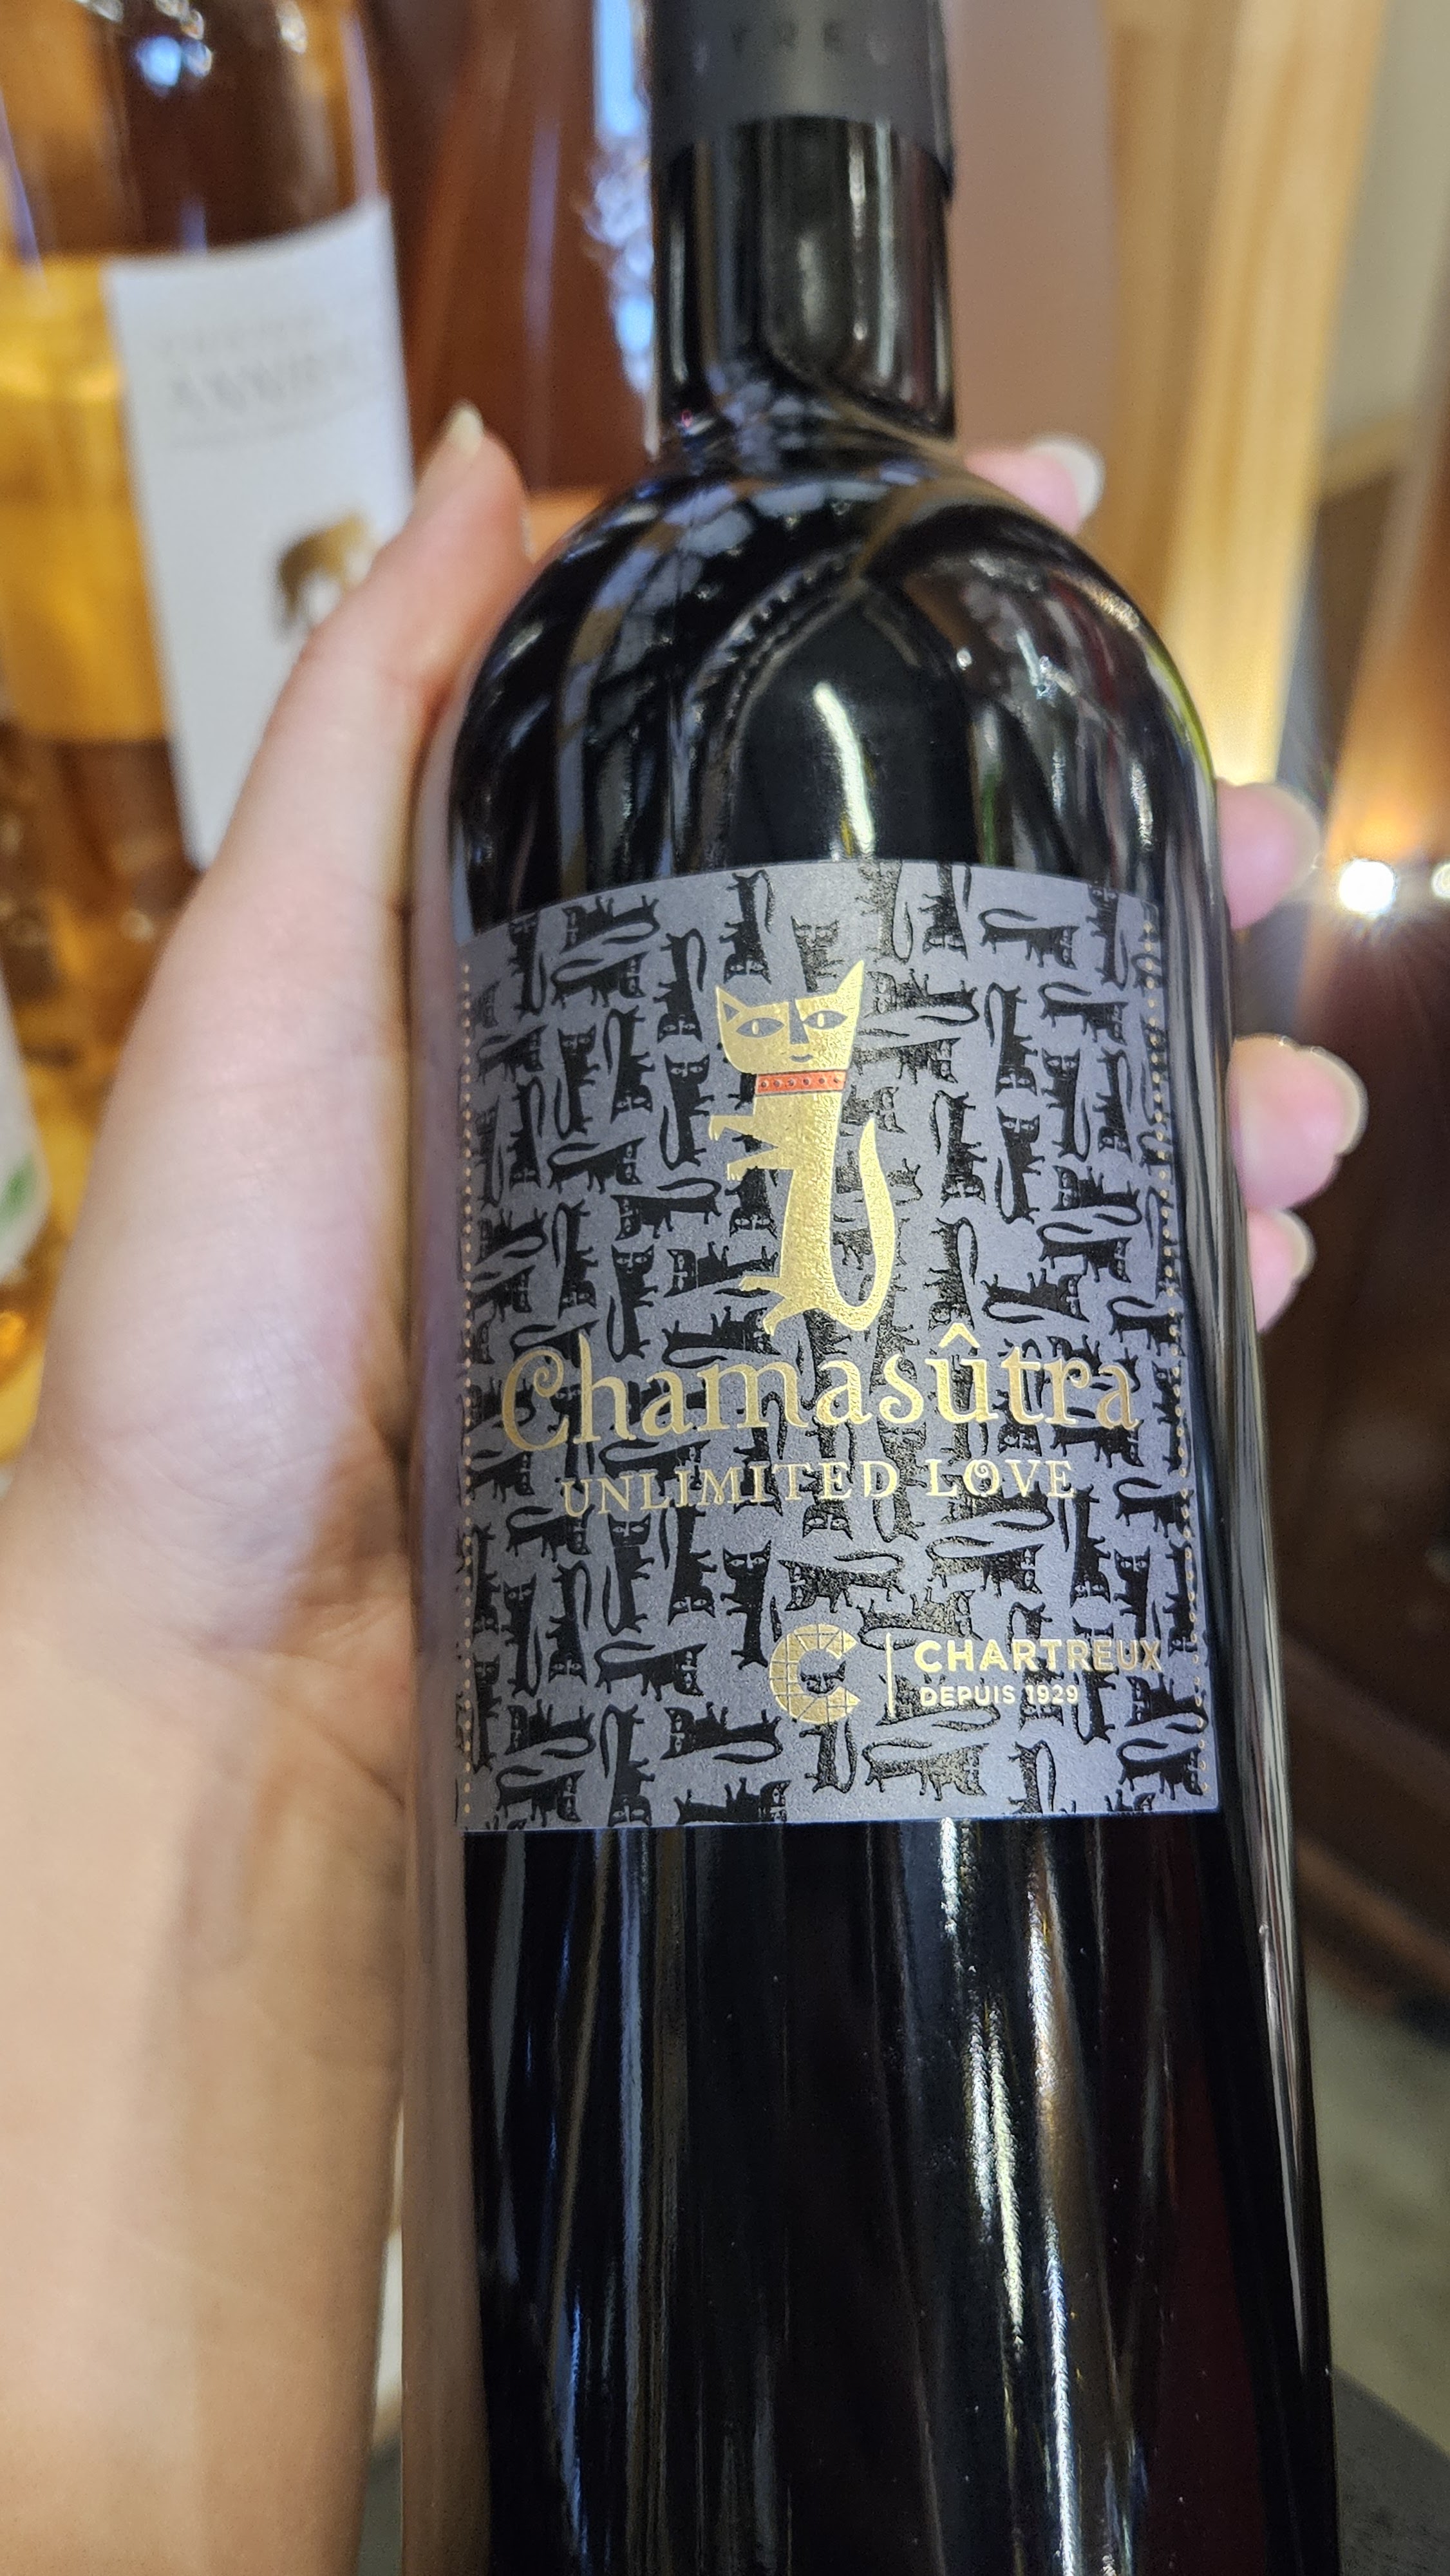 Chamasûtra
UNLIMITED LOVE
C
CHARTREUX
DEPUIS 1929